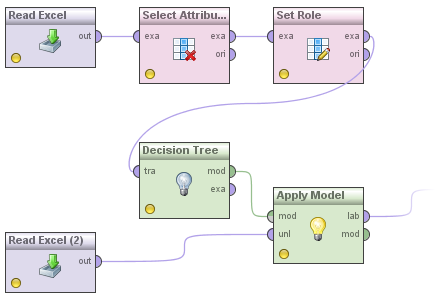 Read Excel
out
Select Attribu...
exa exa
ori
Set Role
exa exa
ori
Decision Tree
tra mod
exa
Apply Model
mod lab
unl mod
Read Excel (2)
out